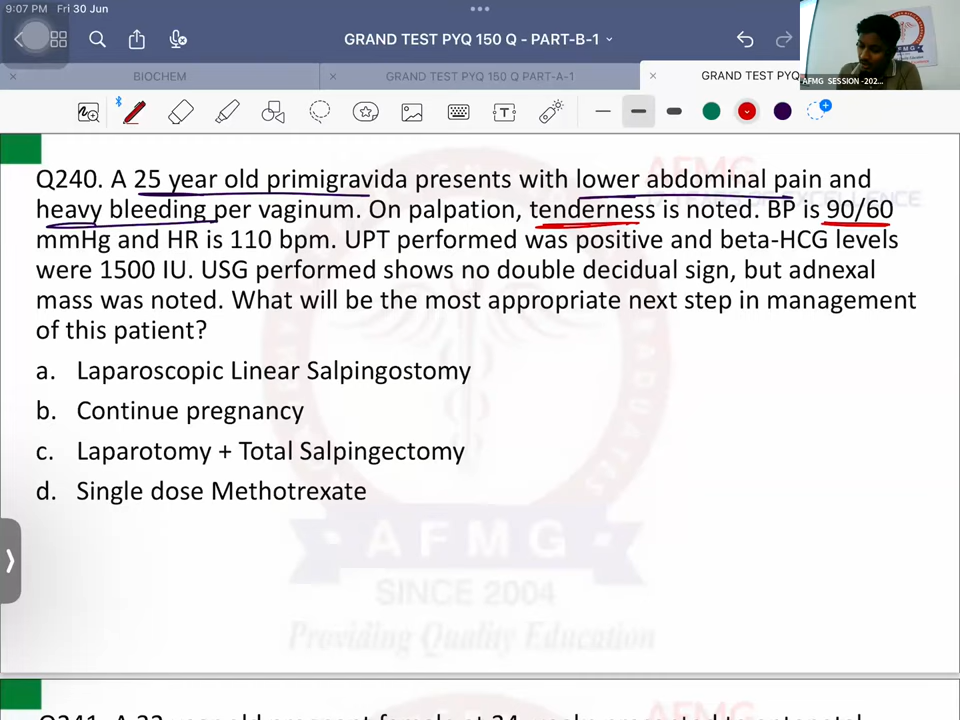 9:07 PM Fri 30 Jun
GRAND TEST PYQ 150 Q - PART-B-1
BIOCHEM
GRAND TEST PYQ 150 Q PART-A-1
GRAND TEST PYQ
AFMG SESSION -202...
Q240. A 25 year old primigravida presents with lower abdominal pain and
heavy bleeding per vaginum. On palpation, tenderness is noted. BP is 90/60
mmHg and HR is 110 bpm. UPT performed was positive and beta-HCG levels
were 1500 IU. USG performed shows no double decidual sign, but adnexal
mass was noted. What will be the most appropriate next step in management
of this patient?
a. Laparoscopic Linear Salpingostomy
b. Continue pregnancy
c. Laparotomy + Total Salpingectomy
d. Single dose Methotrexate
AFMG
SINCE 2004
Providing Quality Education